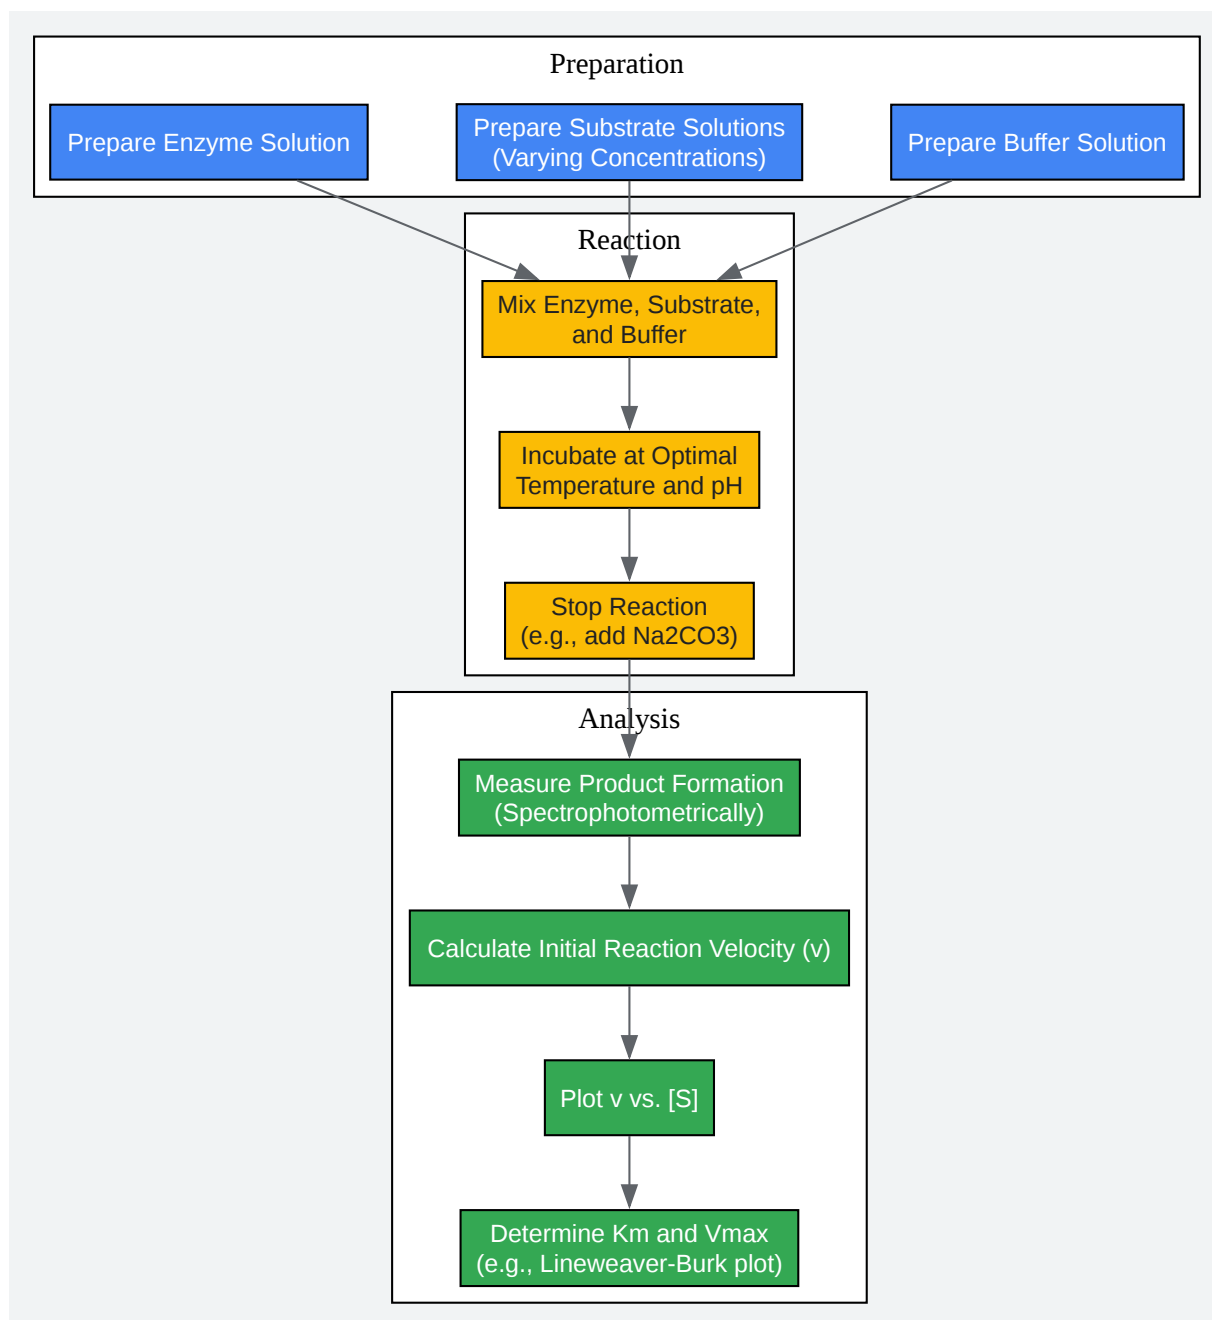 Preparation
Prepare Enzyme Solution
Prepare Substrate Solutions
(Varying Concentrations)
Prepare Buffer Solution
Reaction
Mix Enzyme, Substrate,
and Buffer
Incubate at Optimal
Temperature and pH
Stop Reaction
(e.g., add Na2CO3)
Analysis
Measure Product Formation
(Spectrophotometrically)
Calculate Initial Reaction Velocity (v)
Plot v vs. [S]
Determine Km and Vmax
(e.g., Lineweaver-Burk plot)